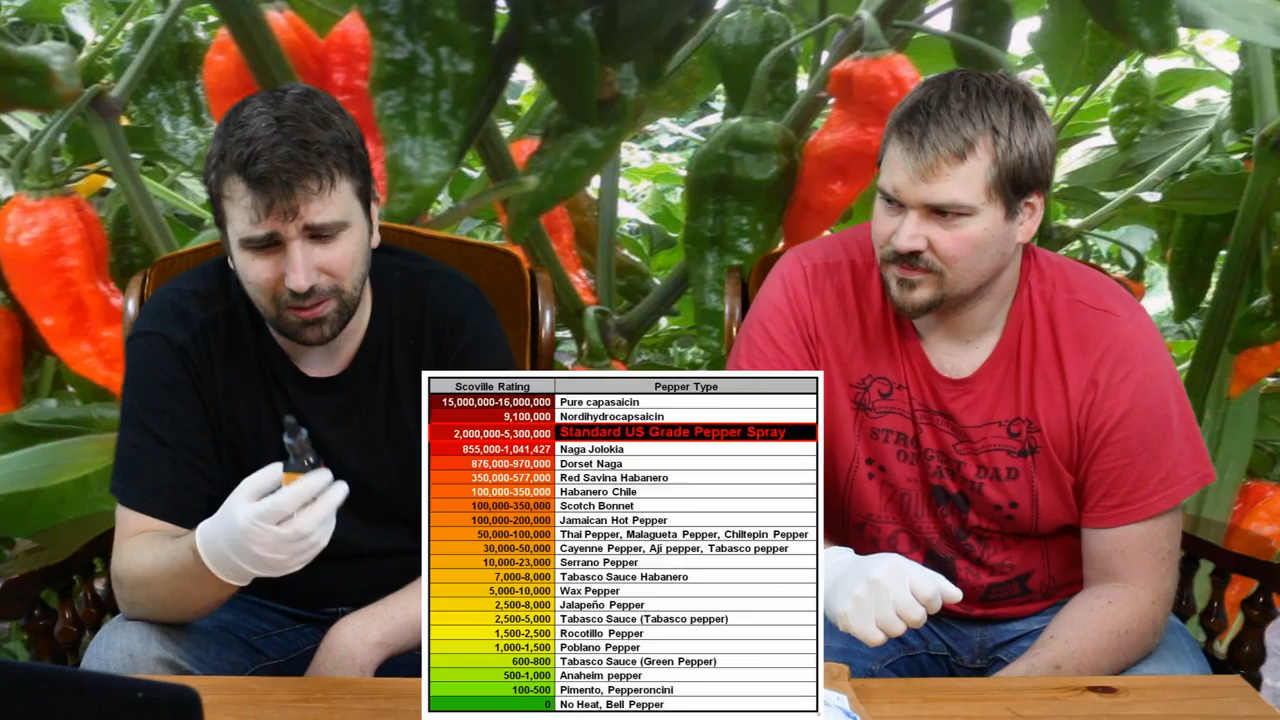 Scoville Rating Pepper Type
15,000,000-16,000,000 Pure capasaicin
9,100,000 Nordihydrocapsaicin
2,000,000-5,300,000 Standard US Grade Pepper Spray
855,000-1,041,427 Naga Jolokia
876,000-970,000 Dorset Naga
350,000-577,000 Red Savina Habanero
100,000-350,000 Habanero Chile
100,000-350,000 Scotch Bonnet
100,000-200,000 Jamaican Hot Pepper
50,000-100,000 Thai Pepper, Malagueta Pepper, Chiltepin Pepper
30,000-50,000 Cayenne Pepper, Ají pepper, Tabasco pepper
10,000-23,000 Serrano Pepper
7,000-8,000 Tabasco Sauce Habanero
5,000-10,000 Wax Pepper
2,500-8,000 Jalapeño Pepper
2,500-5,000 Tabasco Sauce (Tabasco pepper)
1,500-2,500 Rocotillo Pepper
1,000-1,500 Poblano Pepper
600-800 Tabasco Sauce (Green Pepper)
500-1,000 Anaheim pepper
100-500 Pimento, Pepperoncini
0 No Heat, Bell Pepper
DAD